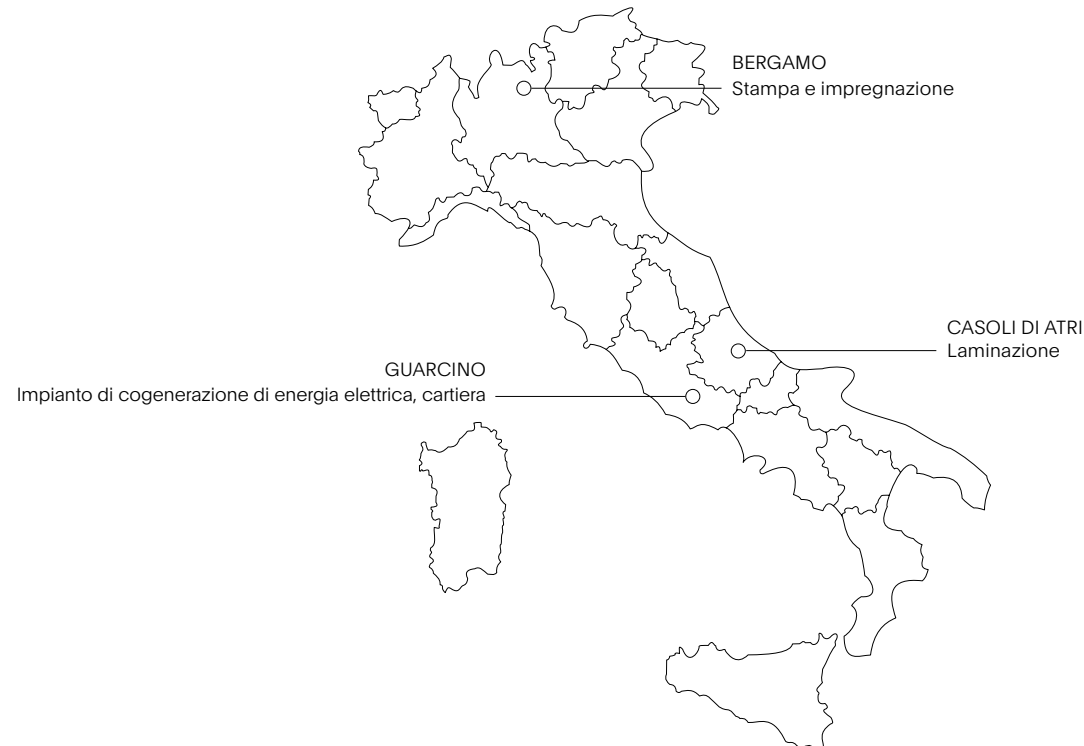 BERGAMO
Stampa e impregnazione
CASOLI DI ATRI
Laminazione
GUARCINO
Impianto di cogenerazione di energia elettrica, cartiera